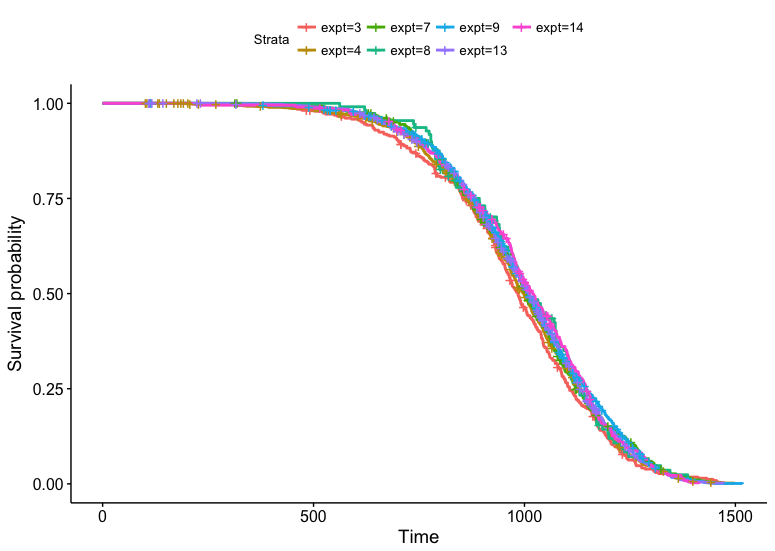 Strata expt=3 expt=7 expt=9 expt=14
expt=4 expt=8 expt=13
1.00
0.75
0.50
0.25
0.00
Survival probability
0 500 1000 1500
Time